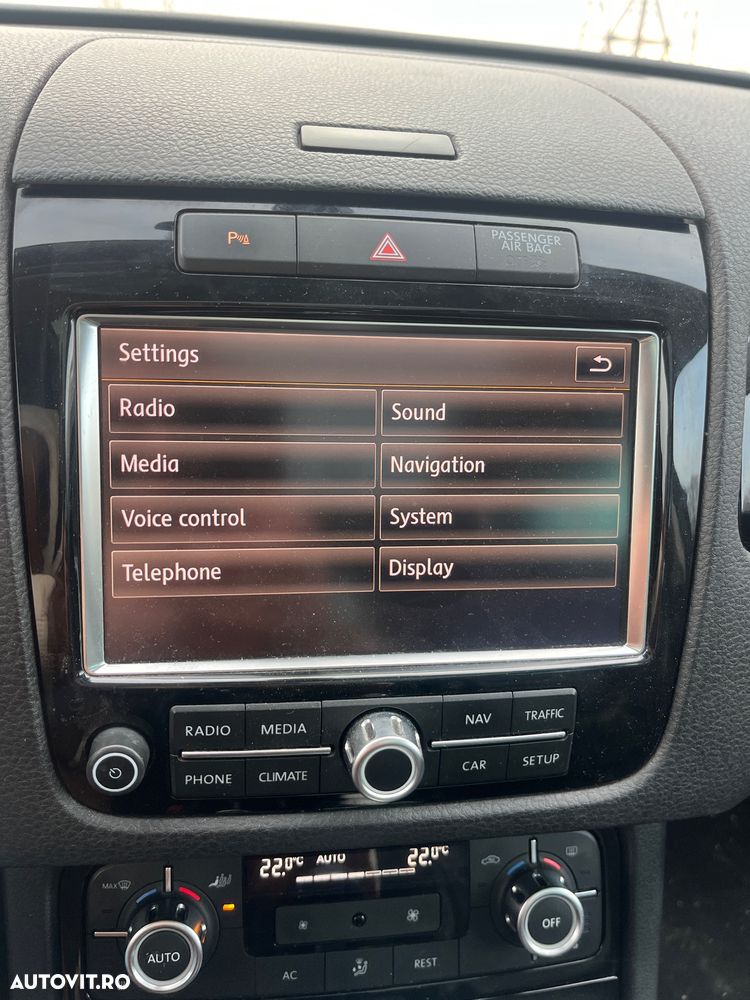 P
PASSENGER
AIR BAG
Settings
Radio
Sound
Media
Navigation
Voice control
System
Telephone
Display
RADIO
MEDIA
NAV
TRAFFIC
PHONE
CLIMATE
CAR
SETUP
MAX
22.0°C
AUTO
22.0°C
AUTO
OFF
AC
REST
AUTOVIT.RO